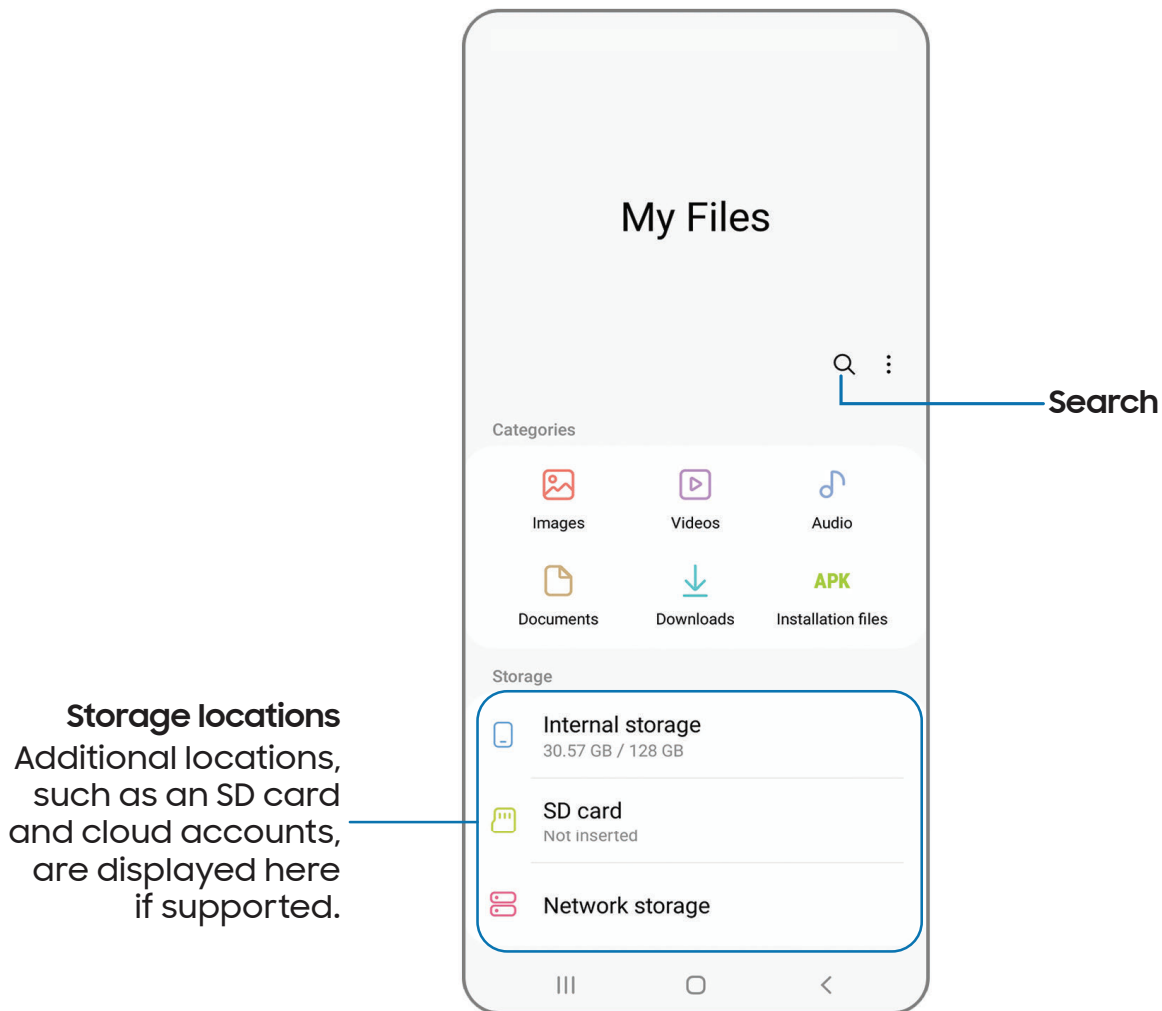 My Files
Search
Categories
Images
Videos
Audio
Documents
Downloads
APK
Installation files
Storage
Storage locations
Additional locations,
such as an SD card
and cloud accounts,
are displayed here
if supported.
Internal storage
30.57 GB / 128 GB
SD card
Not inserted
Network storage